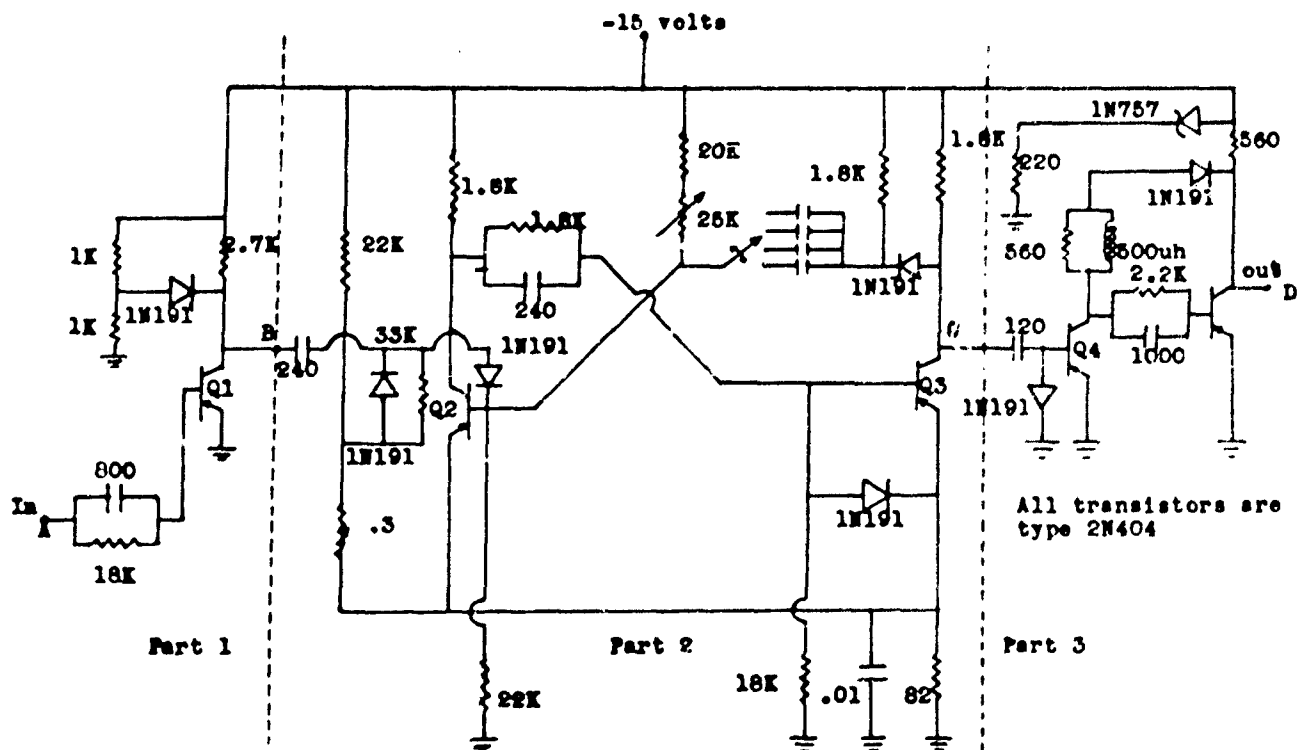 -15 volts
1N757
560
1.8K
20K
1.8K
220
1N191
1.8K
25K
1.8K
1K
2.7K
22K
560
500uh
1N191
2.2K
out
D
1K
1N191
240
B
33K
1N191
C
120
1000
240
Q4
Q1
Q2
Q3
1N191
1N191
800
In
A
.3
1N191
All transistors are
type 2N404
18K
Part 1
Part 2
Part 3
18K
.01
82
22K